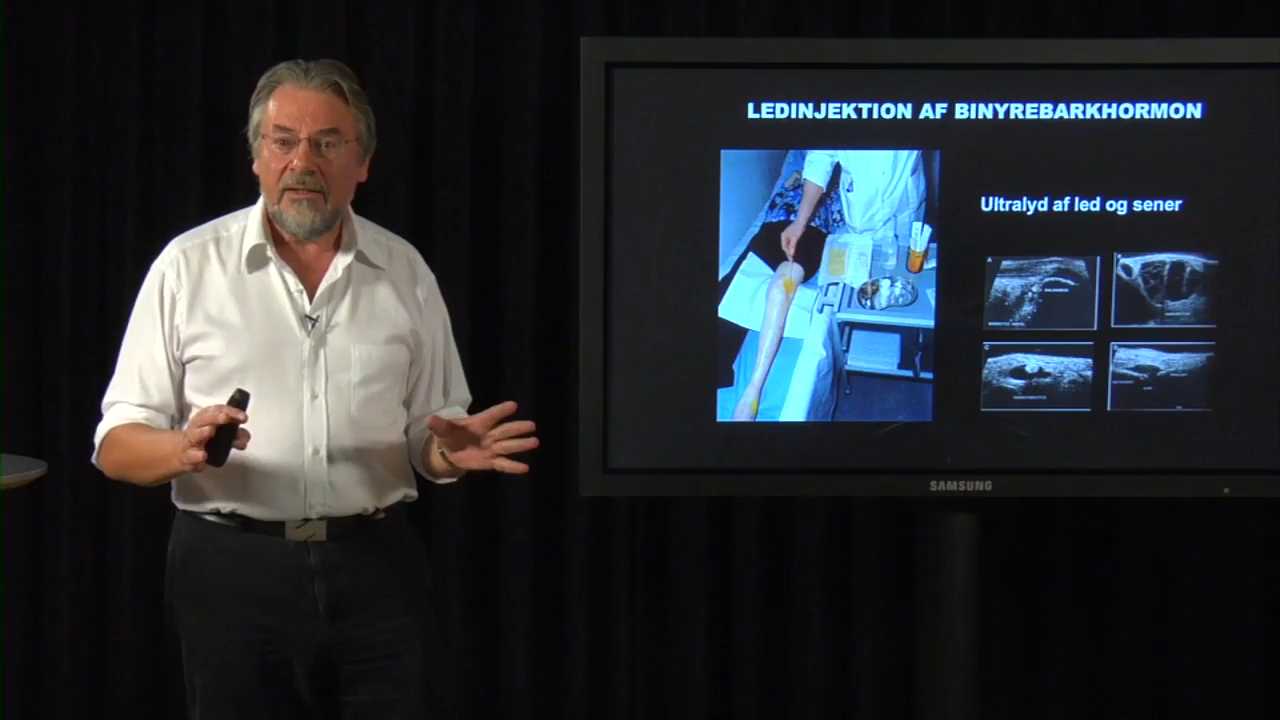 LEDINJEKTION AF BINYREBARKHORMON
Ultralyd af led og sener
SAMSUNG